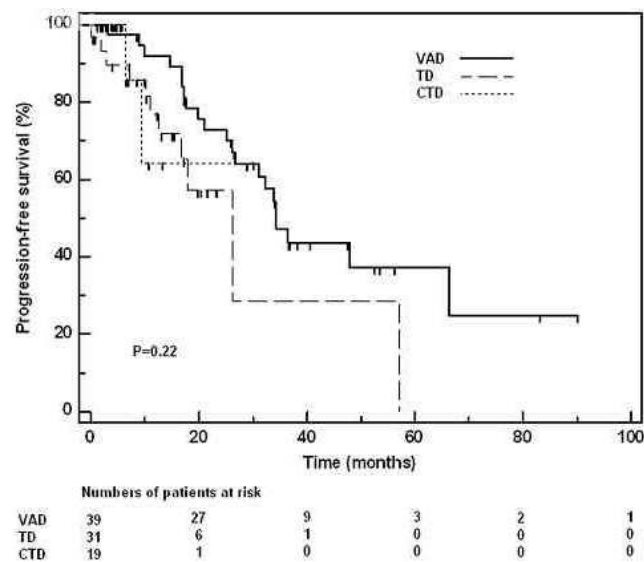 Progression-free survival (%)
100
80
60
40
20
0
VAD
TD
CTD
P=0.22
0 20 40 60 80 100
Time (months)
Numbers of patients at risk
VAD 39 27 9 3 2 1
TD 31 6 1 0 0 0
CTD 19 1 0 0 0 0